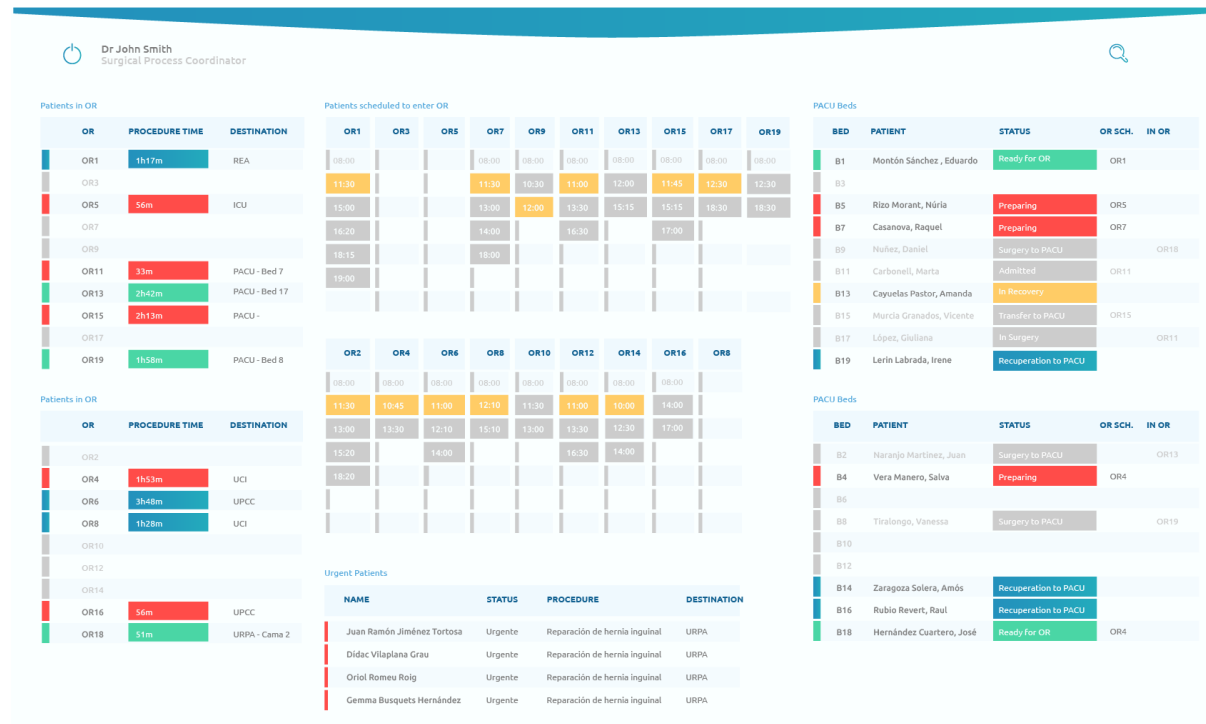 Dr John Smith
Surgical Process Coordinator
Patients in OR
OR PROCEDURE TIME DESTINATION
OR1 1h17m REA
OR3
OR5 56m ICU
OR7
OR9
OR11 33m PACU - Bed 7
OR13 2h42m PACU - Bed 17
OR15 2h13m PACU -
OR17
OR19 1h58m PACU - Bed 8
Patients in OR
OR PROCEDURE TIME DESTINATION
OR2
OR4 1h53m UCI
OR6 3h48m UPCC
OR8 1h28m UCI
OR10
OR12
OR14
OR16 56m UPCC
OR18 51m URPA - Cama 2
Patients scheduled to enter OR
OR1 OR3 OR5 OR7 OR9 OR11 OR13 OR15 OR17 OR19
08:00 08:00 08:00 08:00 08:00 08:00 08:00 08:00
11:30 11:30 10:30 11:00 12:00 11:45 12:30 12:30
15:00 13:00 12:00 13:30 15:15 15:15 18:30 18:30
16:20 14:00 16:30 17:00
18:15 18:00
19:00
OR2 OR4 OR6 OR8 OR10 OR12 OR14 OR16 OR8
08:00 08:00 08:00 08:00 08:00 08:00 08:00 08:00
11:30 10:45 11:00 12:10 11:30 11:00 10:00 14:00
13:00 13:30 12:10 15:10 13:00 13:30 12:30 17:00
15:20 14:00 16:30 14:00
18:20
Urgent Patients
NAME STATUS PROCEDURE DESTINATION
Juan Ramón Jiménez Tortosa Urgente Reparación de hernia inguinal URPA
Dídac Vilaplana Grau Urgente Reparación de hernia inguinal URPA
Oriol Romeu Roig Urgente Reparación de hernia inguinal URPA
Gemma Busquets Hernández Urgente Reparación de hernia inguinal URPA
PACU Beds
BED PATIENT STATUS OR SCH. IN OR
B1 Montón Sánchez , Eduardo Ready for OR OR1
B3
B5 Rizo Morant, Núria Preparing OR5
B7 Casanova, Raquel Preparing OR7
B9 Nuñez, Daniel Surgery to PACU OR18
B11 Carbonell, Marta Admitted OR11
B13 Cayuelas Pastor, Amanda In Recovery
B15 Murcia Granados, Vicente Transfer to PACU OR15
B17 López, Giuliana In Surgery OR11
B19 Lerin Labrada, Irene Recuperation to PACU
PACU Beds
BED PATIENT STATUS OR SCH. IN OR
B2 Naranjo Martinez, Juan Surgery to PACU OR13
B4 Vera Manero, Salva Preparing OR4
B6
B8 Tiralongo, Vanessa Surgery to PACU OR19
B10
B12
B14 Zaragoza Solera, Amós Recuperation to PACU
B16 Rubio Revert, Raul Recuperation to PACU
B18 Hernández Cuartero, José Ready for OR OR4